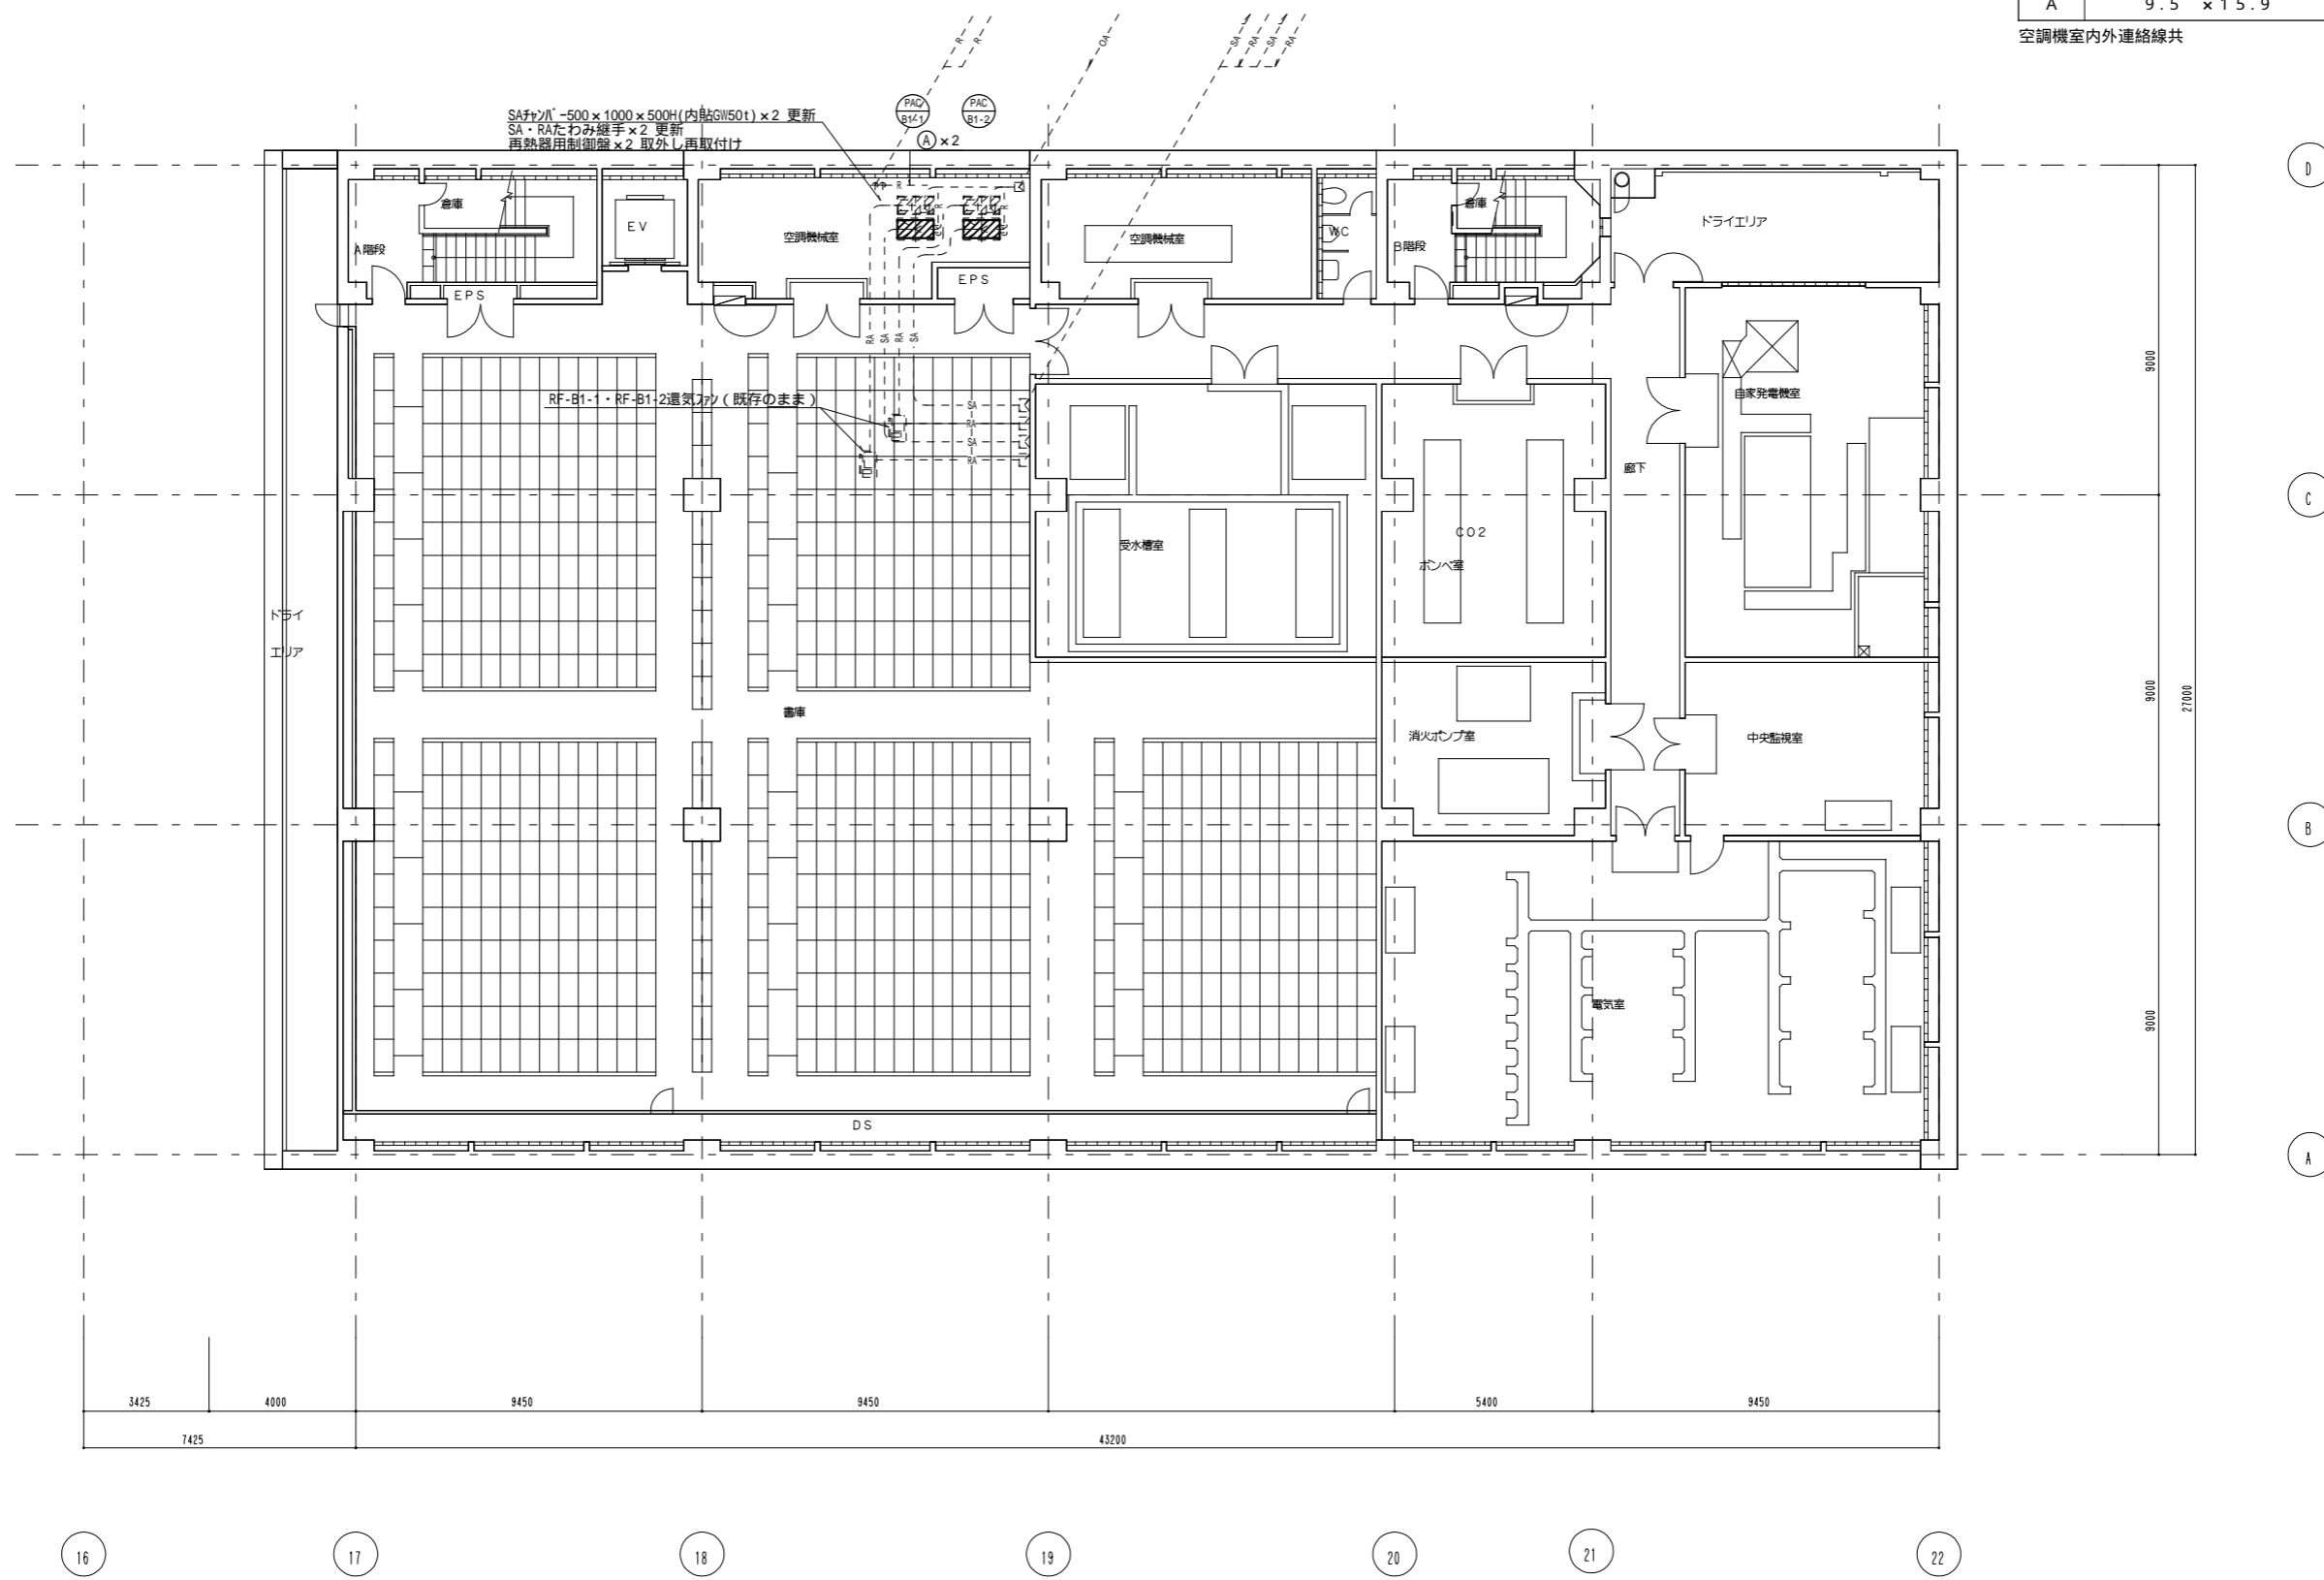 A 9.5 ×15.9
空調機室内外連絡線共
R
R
OA
SA
RA
SA
RA
PAC B1-1
PAC B1-2
A ×2
SAチャンバー500×1000×500H(内貼GW50t)×2 更新
SA・RAたわみ継手×2 更新
再熱器用制御盤×2 取外し再取付け
D
倉庫
EV
A階段
EPS
空調機械室
R
EPS
空調機械室
WC
倉庫
B階段
ドライエリア
RA
SA
RA
SA
RF-B1-1・RF-B1-2還気ファン(既存のまま)
SA
RA
SA
RA
自家発電機室
9000
廊下
C
CO2
ボンベ室
受水槽室
ドライ
エリア
書庫
消火ポンプ室
中央監視室
9000
27000
B
電気室
9000
DS
A
3425
4000
9450
9450
5400
9450
7425
43200
16
17
18
19
20
21
22